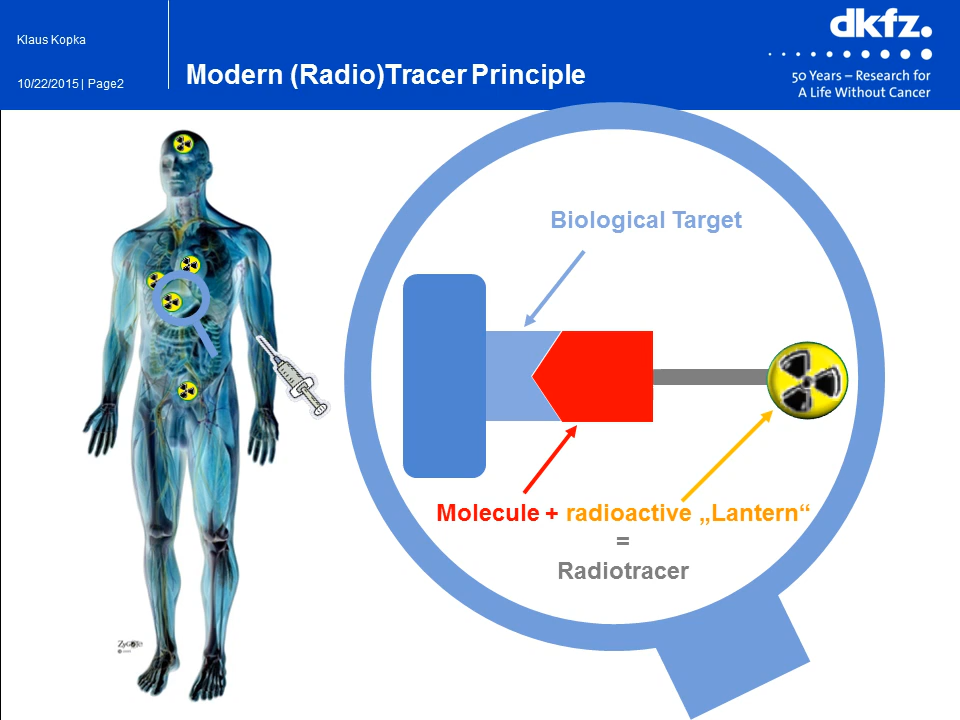 Klaus Kopka
10/22/2015 | Page2
Modern (Radio)Tracer Principle
dkfz.
50 Years – Research for
A Life Without Cancer
Biological Target
Molecule + radioactive „Lantern“
=
Radiotracer